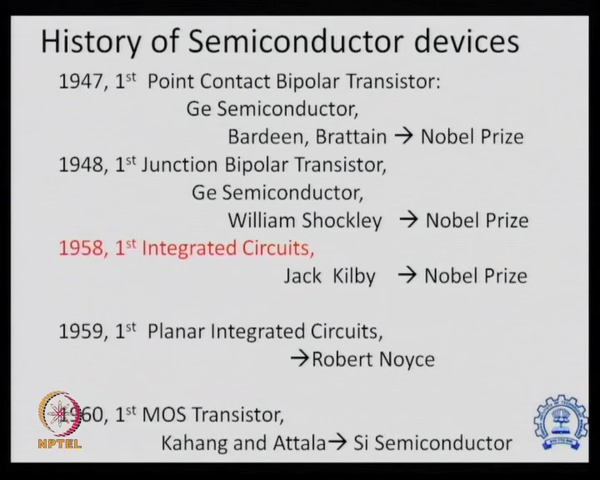 History of Semiconductor devices
1947, 1st Point Contact Bipolar Transistor:
Ge Semiconductor,
Bardeen, Brattain → Nobel Prize
1948, 1st Junction Bipolar Transistor,
Ge Semiconductor,
William Shockley → Nobel Prize
1958, 1st Integrated Circuits,
Jack Kilby → Nobel Prize
1959, 1st Planar Integrated Circuits,
→Robert Noyce
1960, 1st MOS Transistor,
Kahang and Attala→ Si Semiconductor
NPTEL